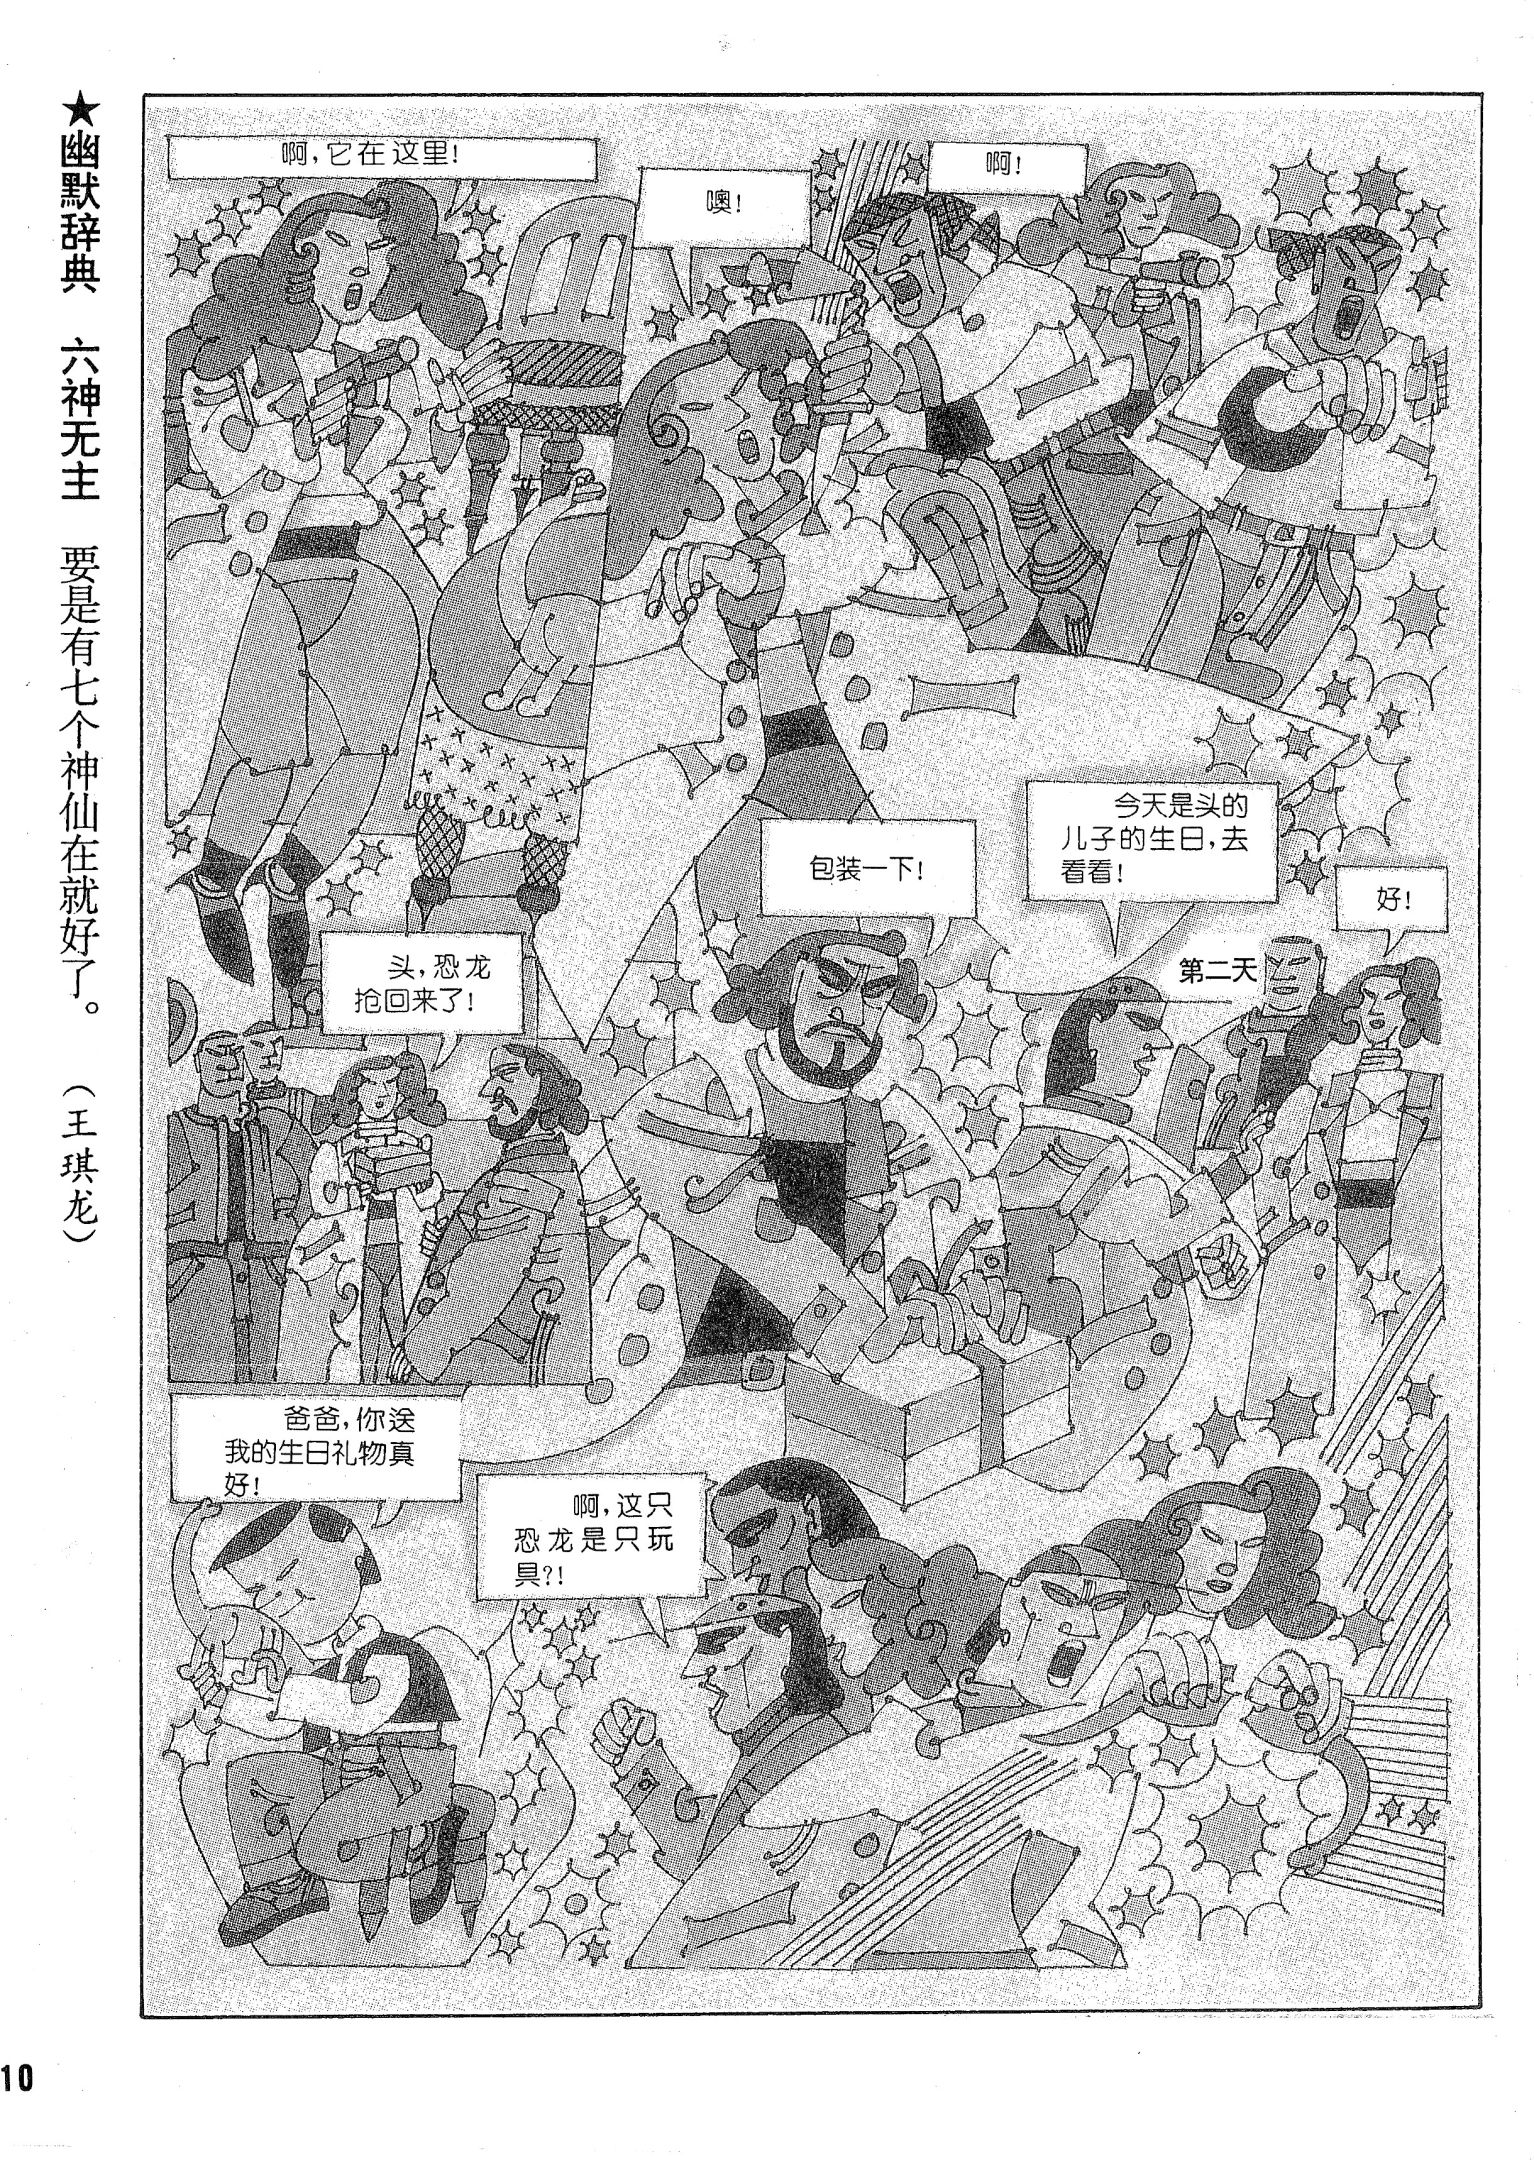 ★幽默辞典 六神无主 要是有七个神仙在就好了。 (王琪龙)
啊,它在这里!
噢!
啊!
头,恐龙
抢回来了!
包装一下!
今天是头的
儿子的生日,去
看看!
好!
第二天
爸爸,你送
我的生日礼物真
好!
啊,这只
恐龙是只玩
具?!
10